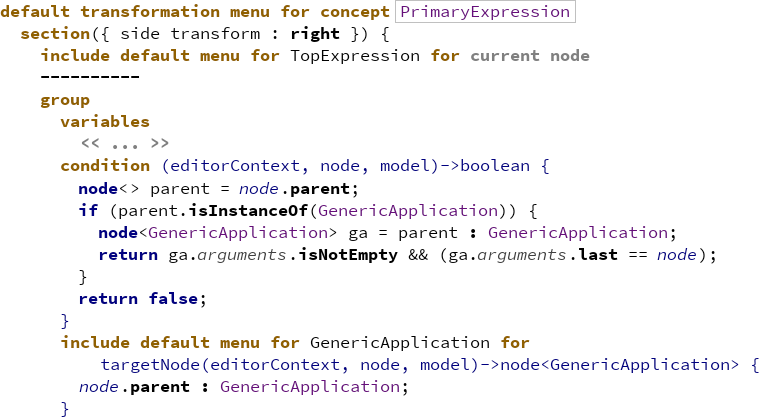 default transformation menu for concept PrimaryExpression
section({ side transform : right }) {
include default menu for TopExpression for current node
----------
group
variables
<< ... >>
condition (editorContext, node, model)->boolean {
node<> parent = node.parent;
if (parent.isInstanceOf(GenericApplication)) {
node<GenericApplication> ga = parent : GenericApplication;
return ga.arguments.isNotEmpty && (ga.arguments.last == node);
}
return false;
}
include default menu for GenericApplication for
targetNode(editorContext, node, model)->node<GenericApplication> {
node.parent : GenericApplication;
}